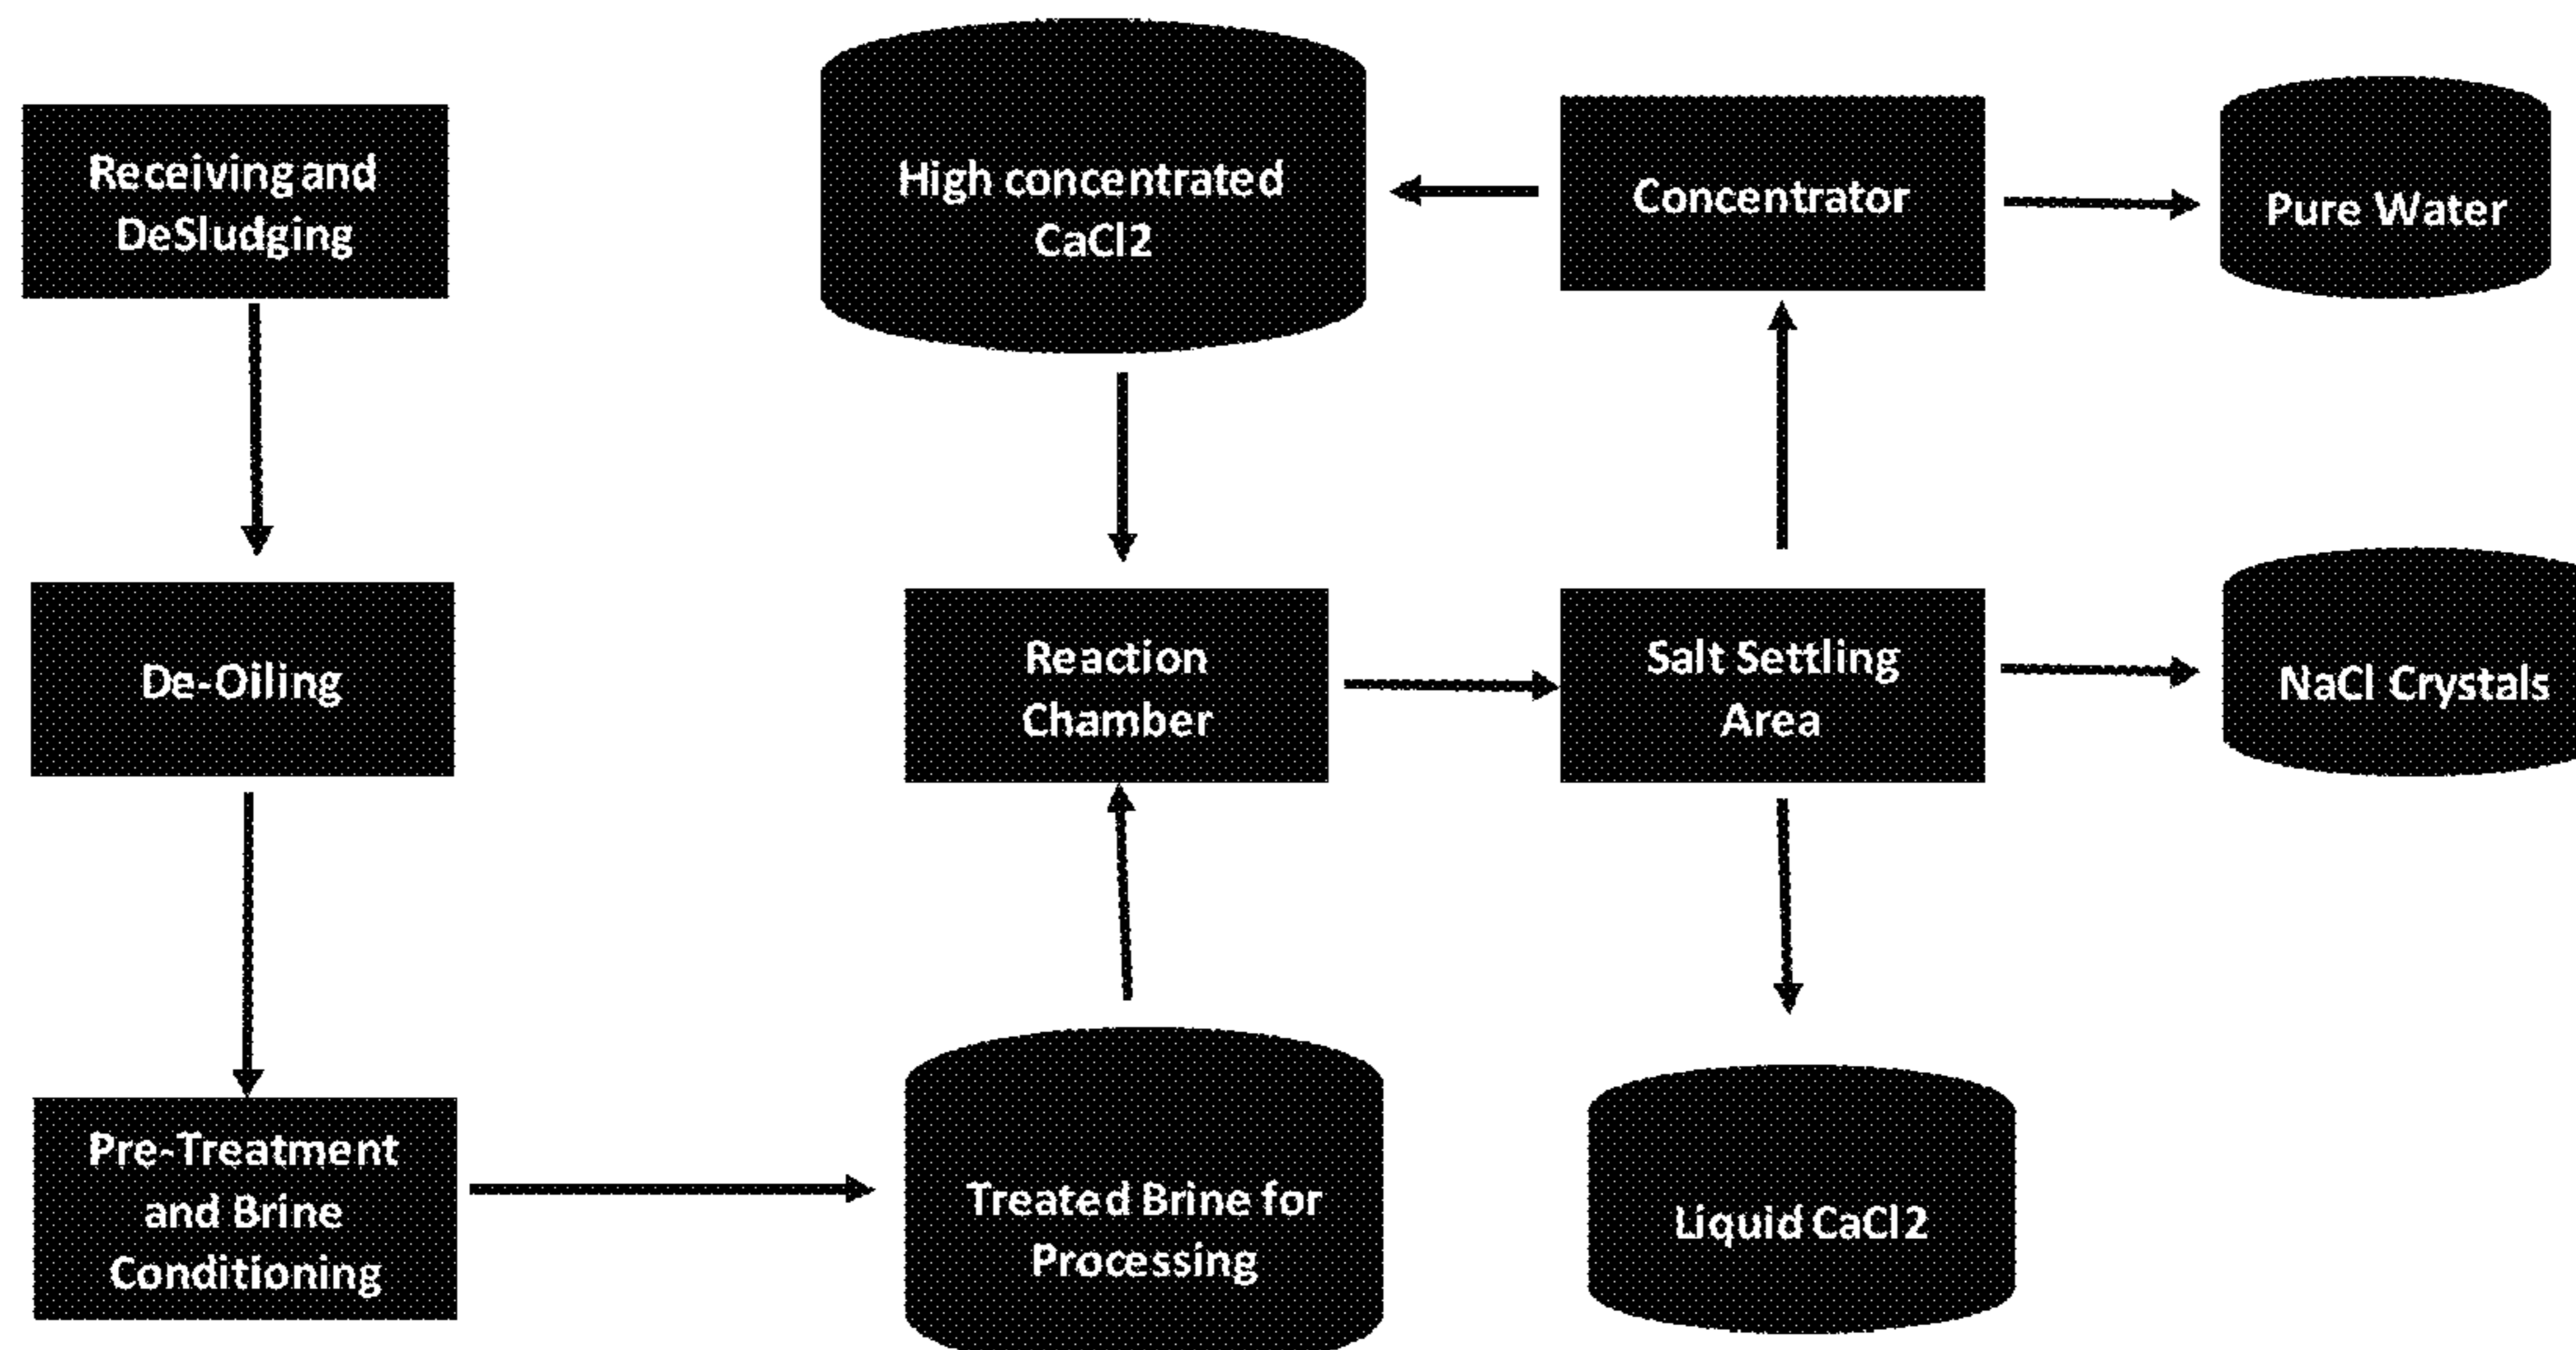 Receiving and
DeSludging
High concentrated
CaCl2
Concentrator
Pure Water
De-Oiling
Reaction
Chamber
Salt Settling
Area
NaCl Crystals
Pre-Treatment
and Brine
Conditioning
Treated Brine for
Processing
Liquid CaCl2